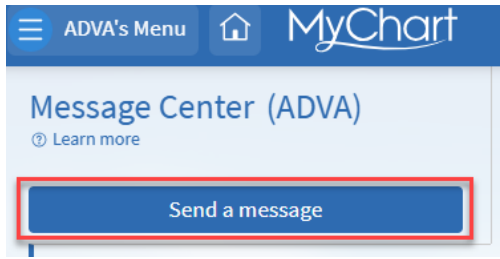 ADVA's Menu MyChart
Message Center (ADVA)
Learn more
Send a message